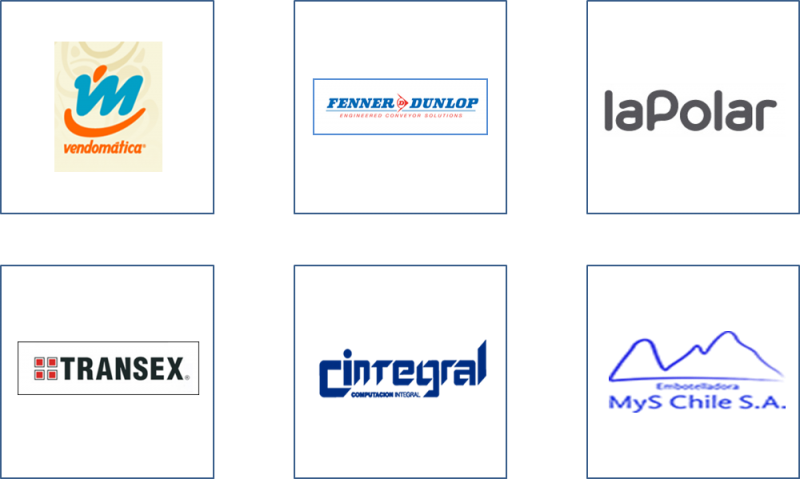 vendomática®
FENNER DUNLOP
ENGINEERED CONVEYOR SOLUTIONS
laPolar
TRANSEX®
cintegral
COMPUTACION INTEGRAL
Embotelladora
MyS Chile S.A.